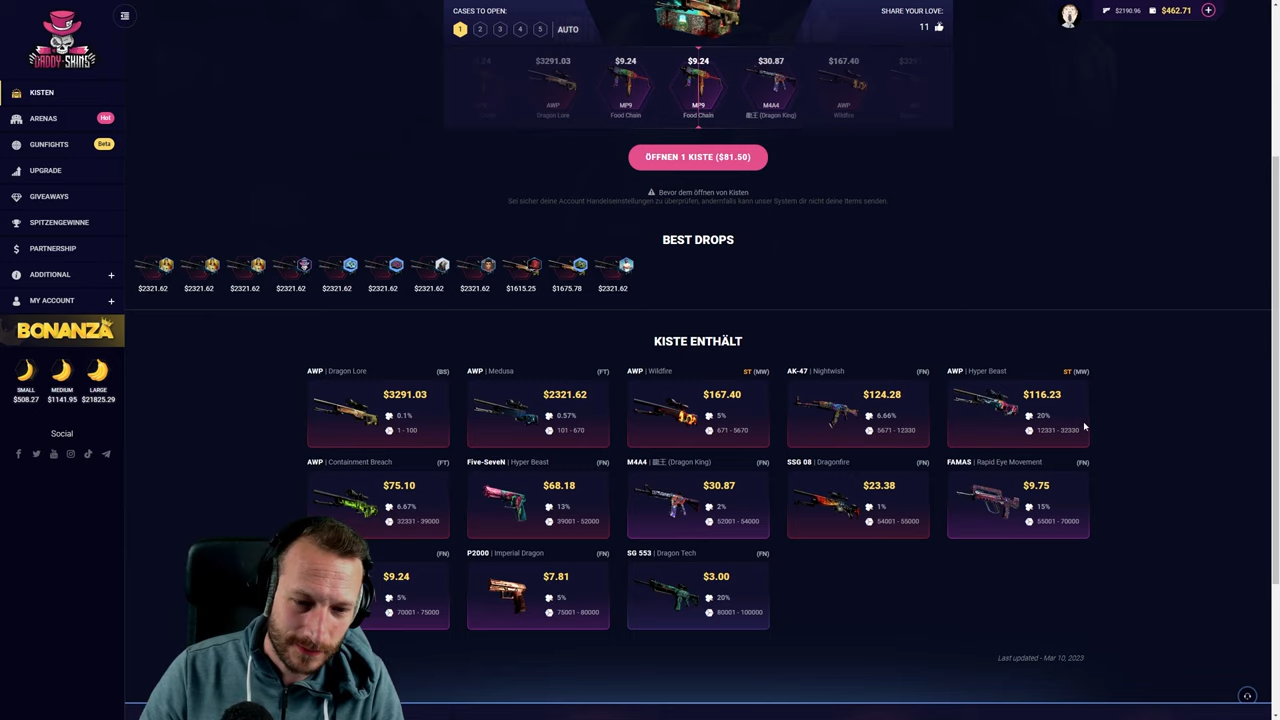 DADDY-SKINS
KISTEN
ARENAS
Hot
GUNFIGHTS
Beta
UPGRADE
GIVEAWAYS
SPITZENGEWINNE
PARTNERSHIP
ADDITIONAL +
MY ACCOUNT +
BONANZA
SMALL
$508.27
MEDIUM
$1141.95
LARGE
$21825.29
Social
CASES TO OPEN:
1 2 3 4 5 AUTO
SHARE YOUR LOVE:
11
$2190.96
$462.71
$3291.03
AWP
Dragon Lore
$9.24
MP9
Food Chain
$9.24
MP9
Food Chain
$30.87
M4A4
龍王 (Dragon King)
$167.40
AWP
Wildfire
ÖFFNEN 1 KISTE ($81.50)
Bevor dem öffnen von Kisten
Sei sicher deine Account Handelseinstellungen zu überprüfen, andernfalls kann unser System dir nicht deine Items senden.
BEST DROPS
$2321.62 $2321.62 $2321.62 $2321.62 $2321.62 $2321.62 $2321.62 $2321.62 $1615.25 $1675.78 $2321.62
KISTE ENTHÄLT
AWP | Dragon Lore (BS)
$3291.03
0.1%
1 - 100
AWP | Medusa (FT)
$2321.62
0.57%
101 - 670
AWP | Wildfire ST (MW)
$167.40
5%
671 - 5670
AK-47 | Nightwish (FN)
$124.28
6.66%
5671 - 12330
AWP | Hyper Beast ST (MW)
$116.23
20%
12331 - 32330
AWP | Containment Breach (FT)
$75.10
6.67%
32331 - 39000
Five-SeveN | Hyper Beast (FN)
$68.18
13%
39001 - 52000
M4A4 | 龍王 (Dragon King) (FN)
$30.87
2%
52001 - 54000
SSG 08 | Dragonfire (FN)
$23.38
1%
54001 - 55000
FAMAS | Rapid Eye Movement (FN)
$9.75
15%
55001 - 70000
(FN)
$9.24
5%
70001 - 75000
P2000 | Imperial Dragon (FN)
$7.81
5%
75001 - 80000
SG 553 | Dragon Tech (FN)
$3.00
20%
80001 - 100000
Last updated - Mar 10, 2023